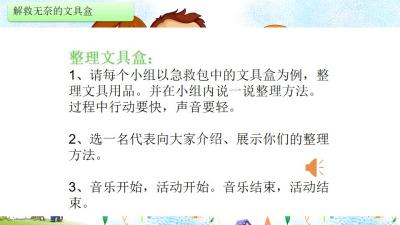 解救无奈的文具盒
整理文具盒：
1、请每个小组以急救包中的文具盒为例，整
理文具用品。并在小组内说一说整理方法。
过程中行动要快，声音要轻。
2、选一名代表向大家介绍、展示你们的整理
方法。
3、音乐开始，活动开始。音乐结束，活动结
束。